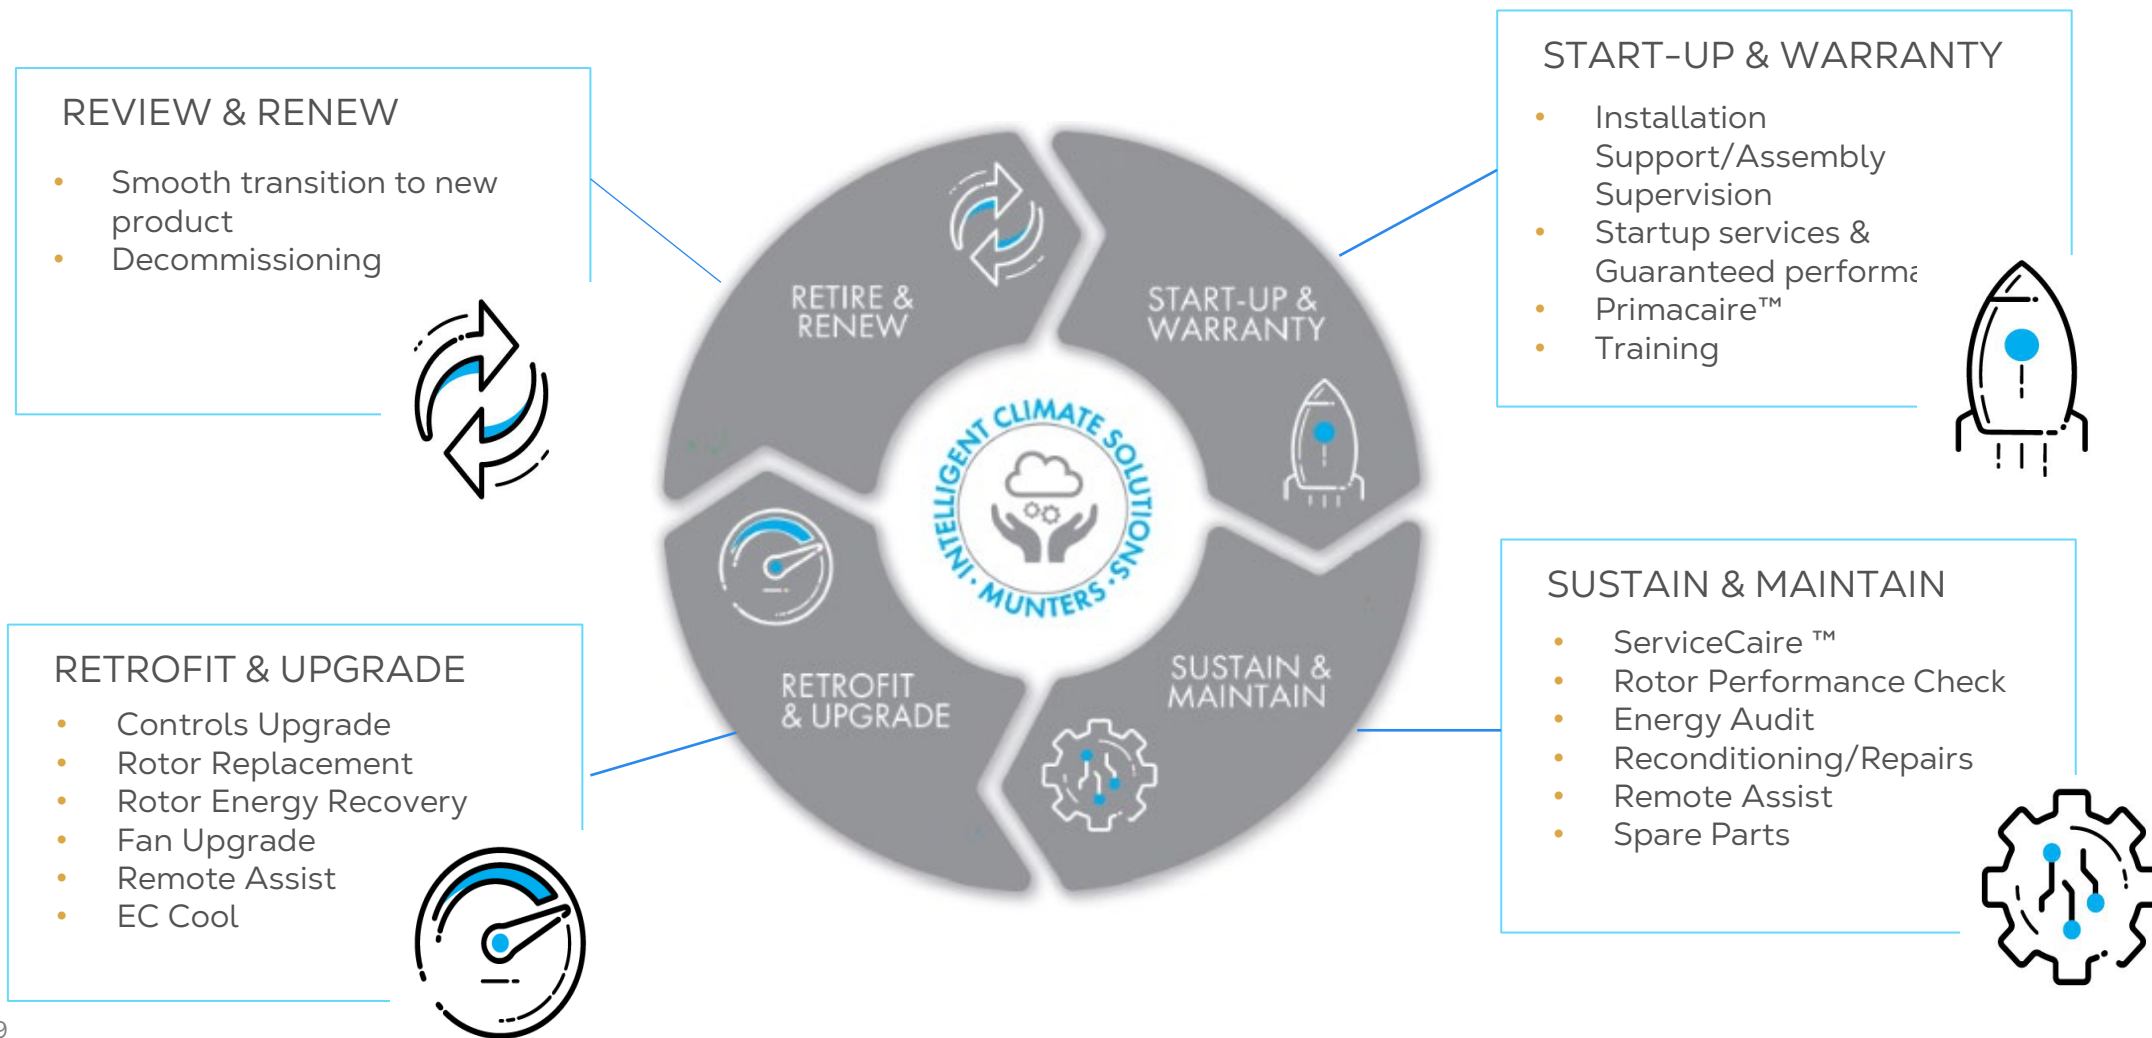 REVIEW & RENEW
• Smooth transition to new
product
• Decommissioning
START-UP & WARRANTY
• Installation
Support/Assembly
Supervision
• Startup services &
Guaranteed performa
• Primacaire™
• Training
RETIRE &
RENEW
START-UP &
WARRANTY
INTELLIGENT CLIMATE SOLUTIONS · MUNTERS ·
RETROFIT
& UPGRADE
SUSTAIN &
MAINTAIN
RETROFIT & UPGRADE
• Controls Upgrade
• Rotor Replacement
• Rotor Energy Recovery
• Fan Upgrade
• Remote Assist
• EC Cool
SUSTAIN & MAINTAIN
• ServiceCaire ™
• Rotor Performance Check
• Energy Audit
• Reconditioning/Repairs
• Remote Assist
• Spare Parts
9